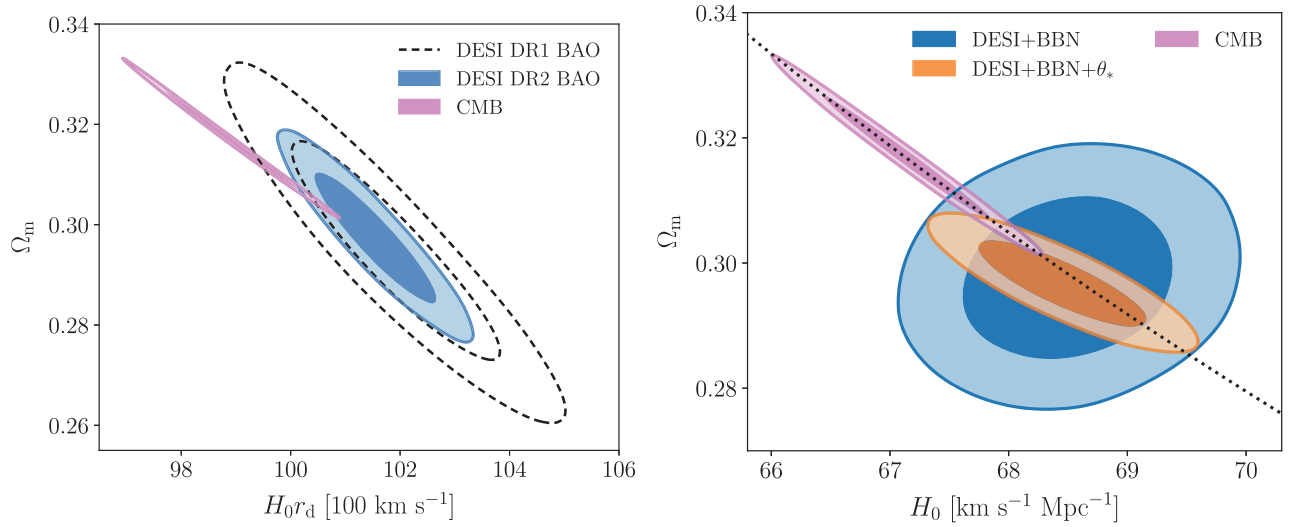 0.34
0.32
0.30
0.28
0.26
Ωm
98 100 102 104 106
H0rd [100 km s−1]
DESI DR1 BAO
DESI DR2 BAO
CMB
0.34
0.32
0.30
0.28
Ωm
66 67 68 69 70
H0 [km s−1 Mpc−1]
DESI+BBN
DESI+BBN+θ*
CMB